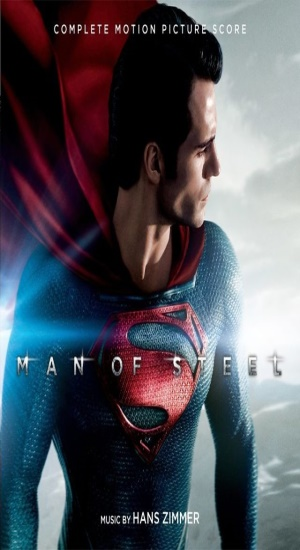 COMPLETE MOTION PICTURE SCORE
MAN OF STEEL
MUSIC BY HANS ZIMMER